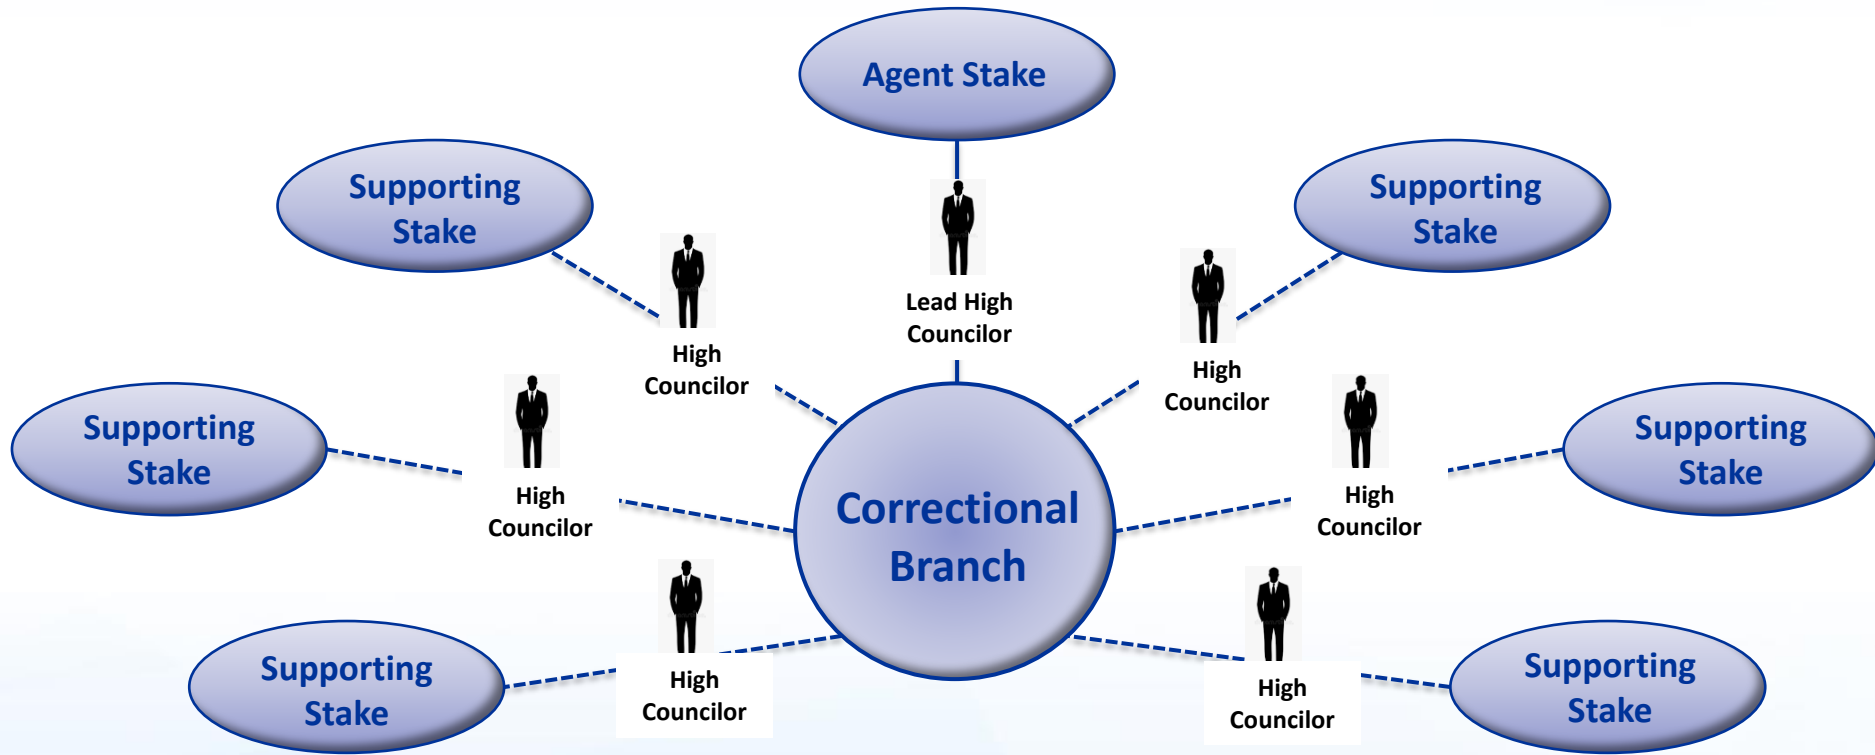 Agent Stake
Supporting
Stake
Supporting
Stake
Lead High
Councilor
High
Councilor
High
Councilor
Supporting
Stake
Supporting
Stake
High
Councilor
High
Councilor
Correctional
Branch
Supporting
Stake
High
Councilor
High
Councilor
Supporting
Stake